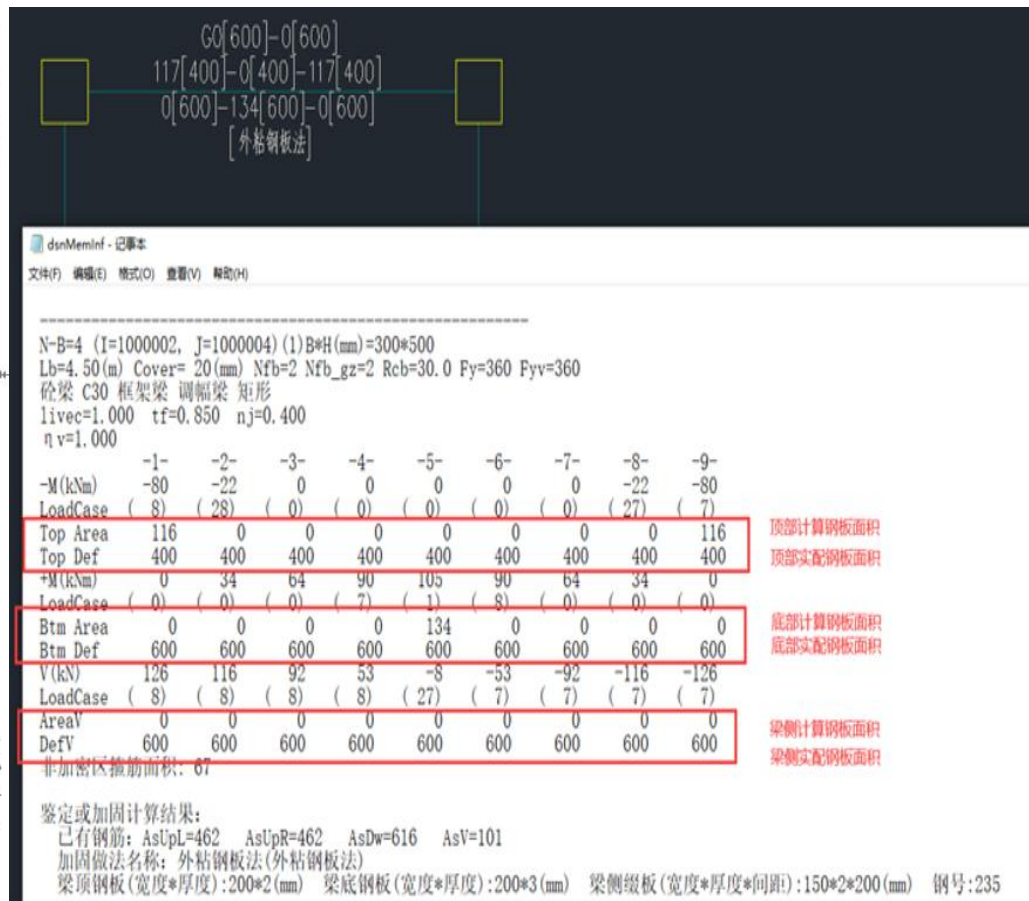 G0[600]-0[600]
117[400]-0[400]-117[400]
0[600]-134[600]-0[600]
[外粘钢板法]
dsnMemInf - 记事本
文件(F) 编辑(E) 格式(O) 查看(V) 帮助(H)
------------------------------------------------------------
N-B=4 (I=1000002, J=1000004)(1)B*H(mm)=300*500
Lb=4.50(m) Cover= 20(mm) Nfb=2 Nfb_gz=2 Rcb=30.0 Fy=360 Fyv=360
砼梁 C30 框架梁 调幅梁 矩形
livec=1.000 tf=0.850 nj=0.400
ηv=1.000
-1- -2- -3- -4- -5- -6- -7- -8- -9-
-M(kNm) -80 -22 0 0 0 0 0 -22 -80
LoadCase ( 8) ( 28) ( 0) ( 0) ( 0) ( 0) ( 0) ( 27) ( 7)
Top Area 116 0 0 0 0 0 0 0 116 顶部计算钢板面积
Top Def 400 400 400 400 400 400 400 400 400 顶部实配钢板面积
+M(kNm) 0 34 64 90 105 90 64 34 0
LoadCase ( 0) ( 0) ( 0) ( 7) ( 1) ( 8) ( 0) ( 0) ( 0)
Btm Area 0 0 0 0 134 0 0 0 0 底部计算钢板面积
Btm Def 600 600 600 600 600 600 600 600 600 底部实配钢板面积
V(kN) 126 116 92 53 -8 -53 -92 -116 -126
LoadCase ( 8) ( 8) ( 8) ( 8) ( 27) ( 7) ( 7) ( 7) ( 7)
AreaV 0 0 0 0 0 0 0 0 0 梁侧计算钢板面积
DefV 600 600 600 600 600 600 600 600 600 梁侧实配钢板面积
非加密区箍筋面积: 67
鉴定或加固计算结果:
已有钢筋: AsUpL=462 AsUpR=462 AsDw=616 AsV=101
加固做法名称: 外粘钢板法(外粘钢板法)
梁顶钢板(宽度*厚度):200*2(mm) 梁底钢板(宽度*厚度):200*3(mm) 梁侧缀板(宽度*厚度*间距):150*2*200(mm) 钢号:235